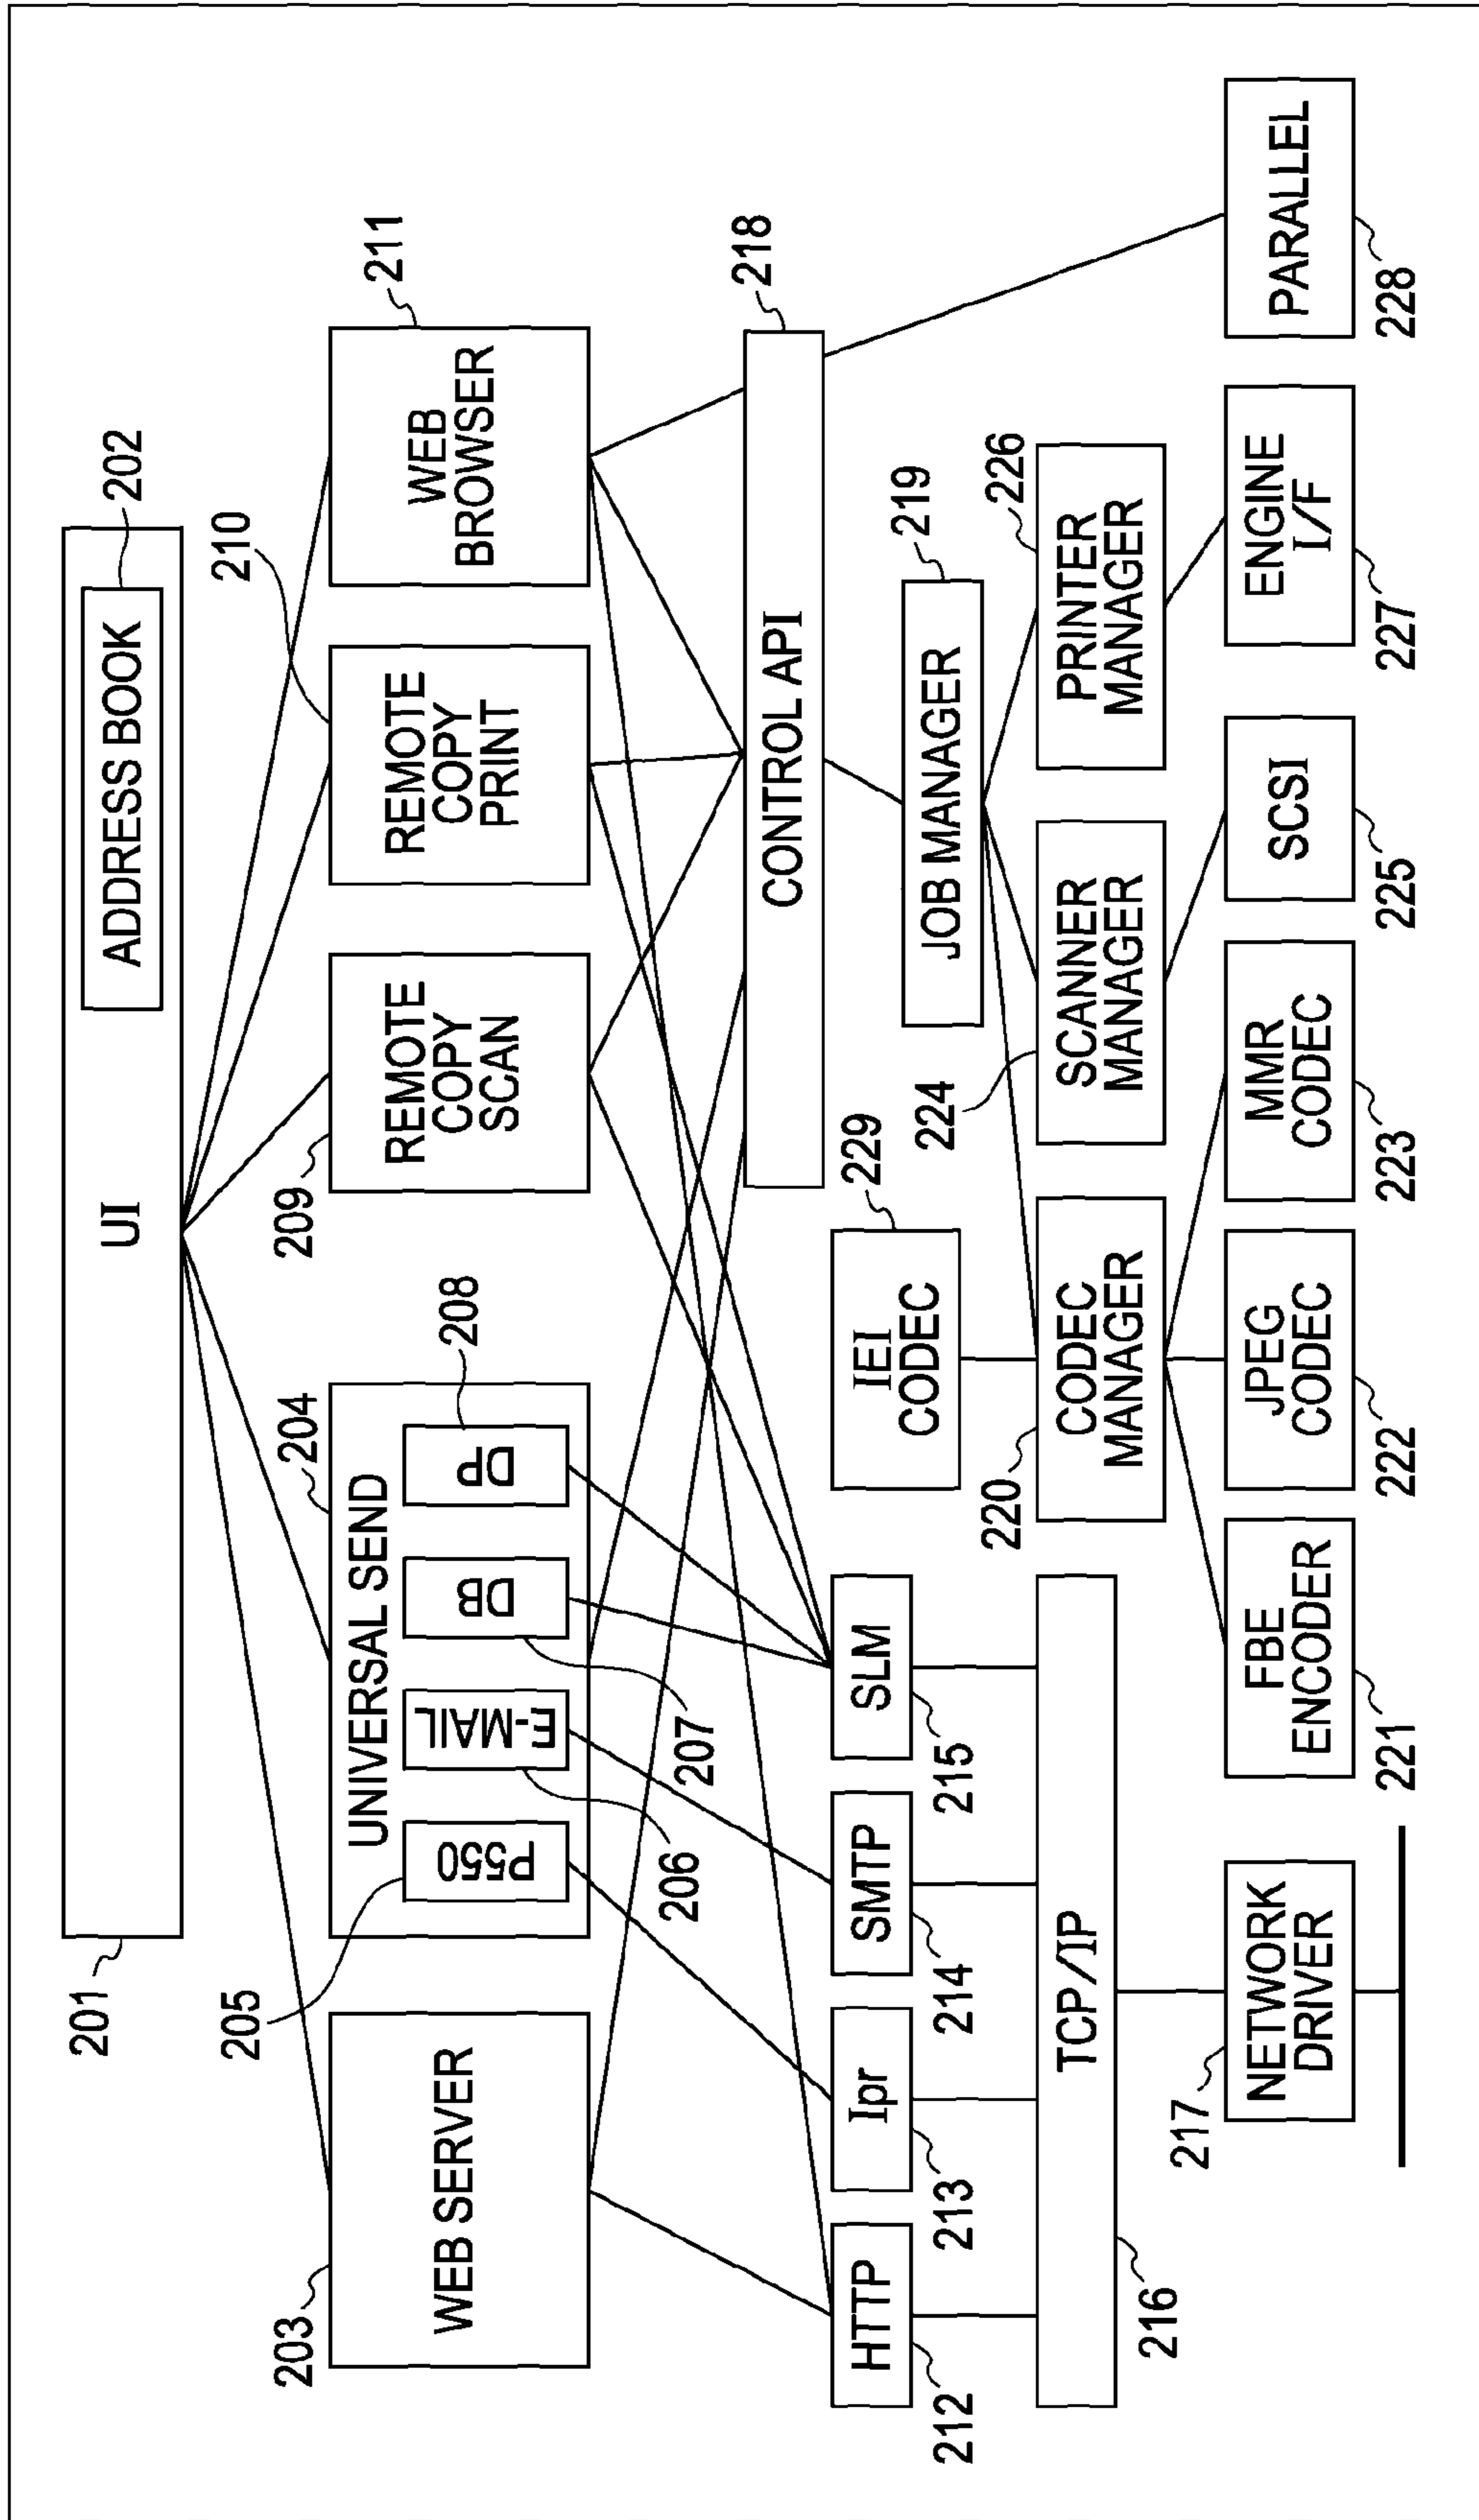 201
UI
ADDRESS BOOK
202
203
WEB SERVER
204
UNIVERSAL SEND
205
P550
206
E-MAIL
207
DB
208
DP
209
REMOTE
COPY
SCAN
210
REMOTE
COPY
PRINT
211
WEB
BROWSER
HTTP
212
Ipr
213
SMTP
214
SLM
215
TCP/IP
216
217
NETWORK
DRIVER
218
CONTROL API
219
JOB MANAGER
229
IEI
CODEC
220
CODEC
MANAGER
224
SCANNER
MANAGER
226
PRINTER
MANAGER
FBE
ENCODER
221
JPEG
CODEC
222
MMR
CODEC
223
SCSI
225
ENGINE
I/F
227
PARALLEL
228